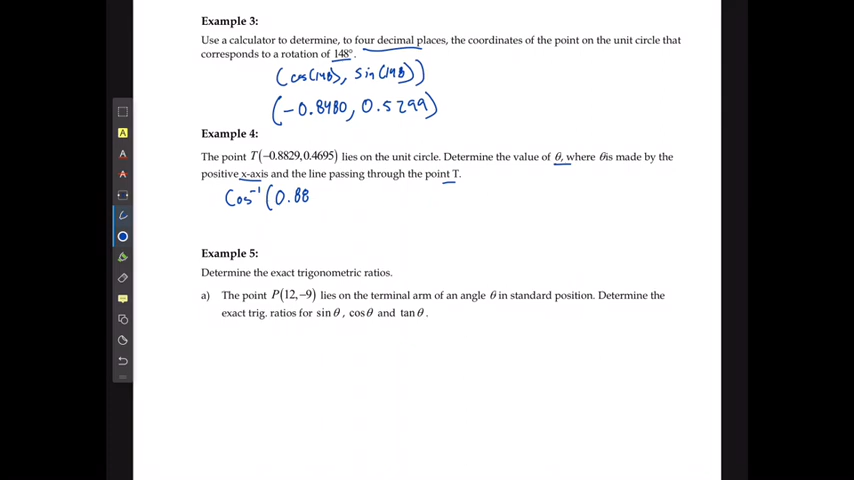 Example 3:
Use a calculator to determine, to four decimal places, the coordinates of the point on the unit circle that
corresponds to a rotation of 148°.
(cos(148), sin(148))
(-0.8480, 0.5299)
Example 4:
The point T(−0.8829,0.4695) lies on the unit circle. Determine the value of θ, where θis made by the
positive x-axis and the line passing through the point T.
Cos⁻¹(0.88
Example 5:
Determine the exact trigonometric ratios.
a) The point P(12,−9) lies on the terminal arm of an angle θ in standard position. Determine the
exact trig. ratios for sinθ, cosθ and tanθ.